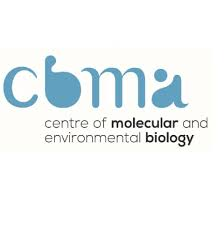 cbma
centre of molecular and
environmental biology